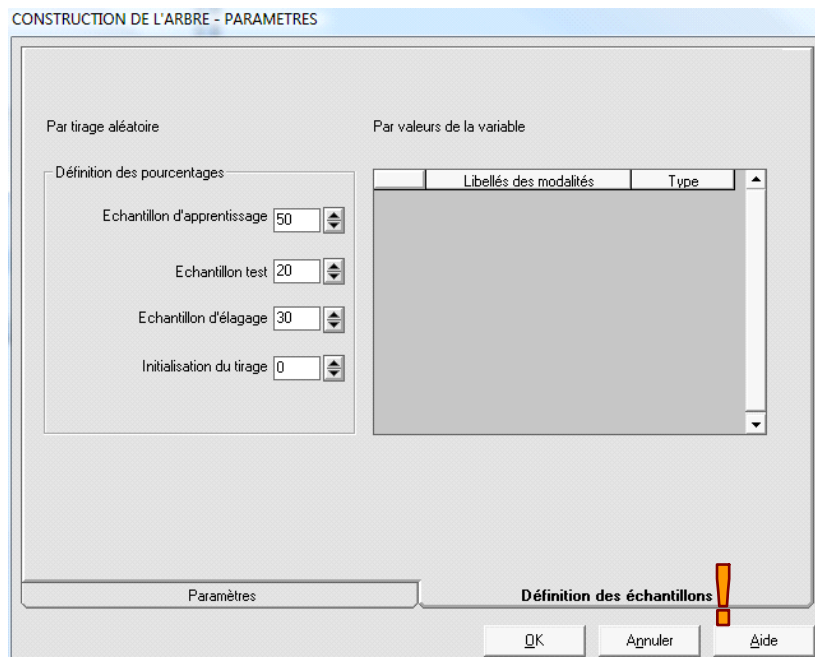 CONSTRUCTION DE L'ARBRE - PARAMETRES
Par tirage aléatoire
Définition des pourcentages
Echantillon d'apprentissage 50
Echantillon test 20
Echantillon d'élagage 30
Initialisation du tirage 0
Par valeurs de la variable
Libellés des modalités Type
Paramètres Définition des échantillons !
OK Annuler Aide